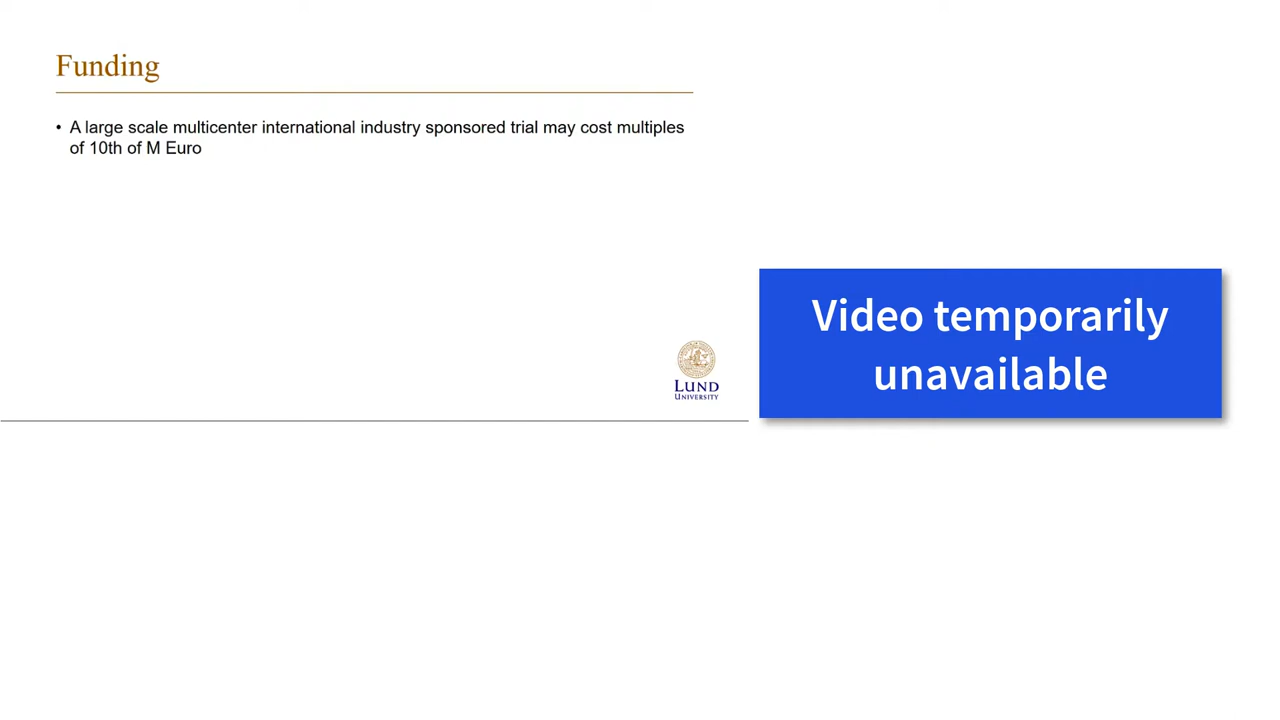 Funding
• A large scale multicenter international industry sponsored trial may cost multiples
of 10th of M Euro
LUND
UNIVERSITY
Video temporarily
unavailable